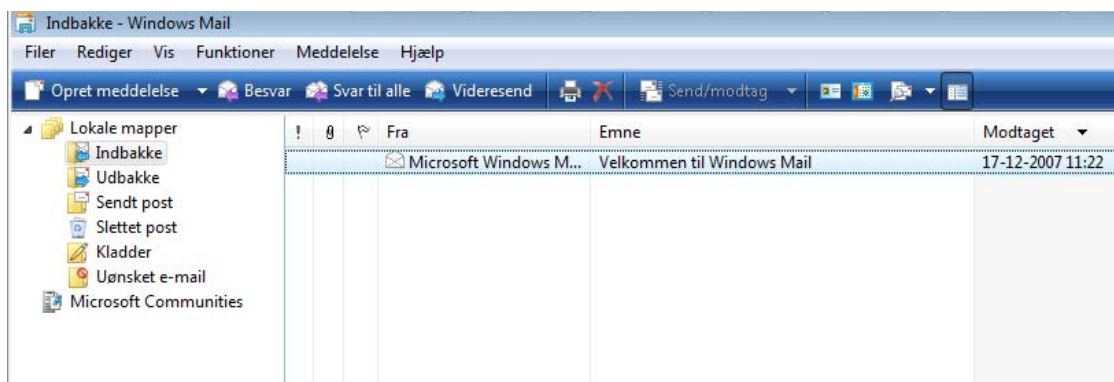 Indbakke - Windows Mail
Filer Rediger Vis Funktioner Meddelelse Hjælp
Opret meddelelse Besvar Svar til alle Videresend Send/modtag
Lokale mapper
Indbakke
Udbakke
Sendt post
Slettet post
Kladder
Uønsket e-mail
Microsoft Communities
! Fra Emne Modtaget
Microsoft Windows M... Velkommen til Windows Mail 17-12-2007 11:22